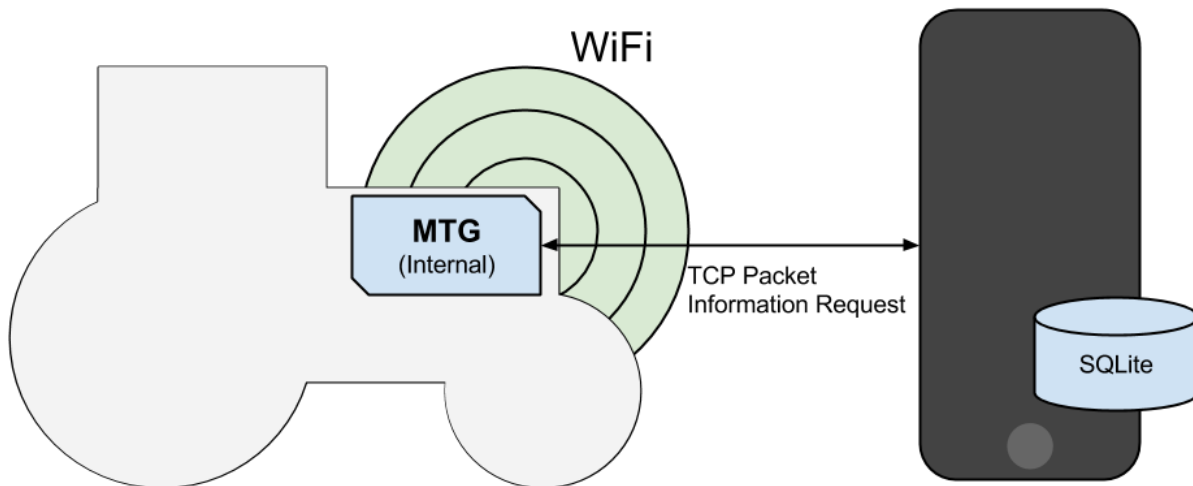 WiFi
MTG
(Internal)
TCP Packet
Information Request
SQLite